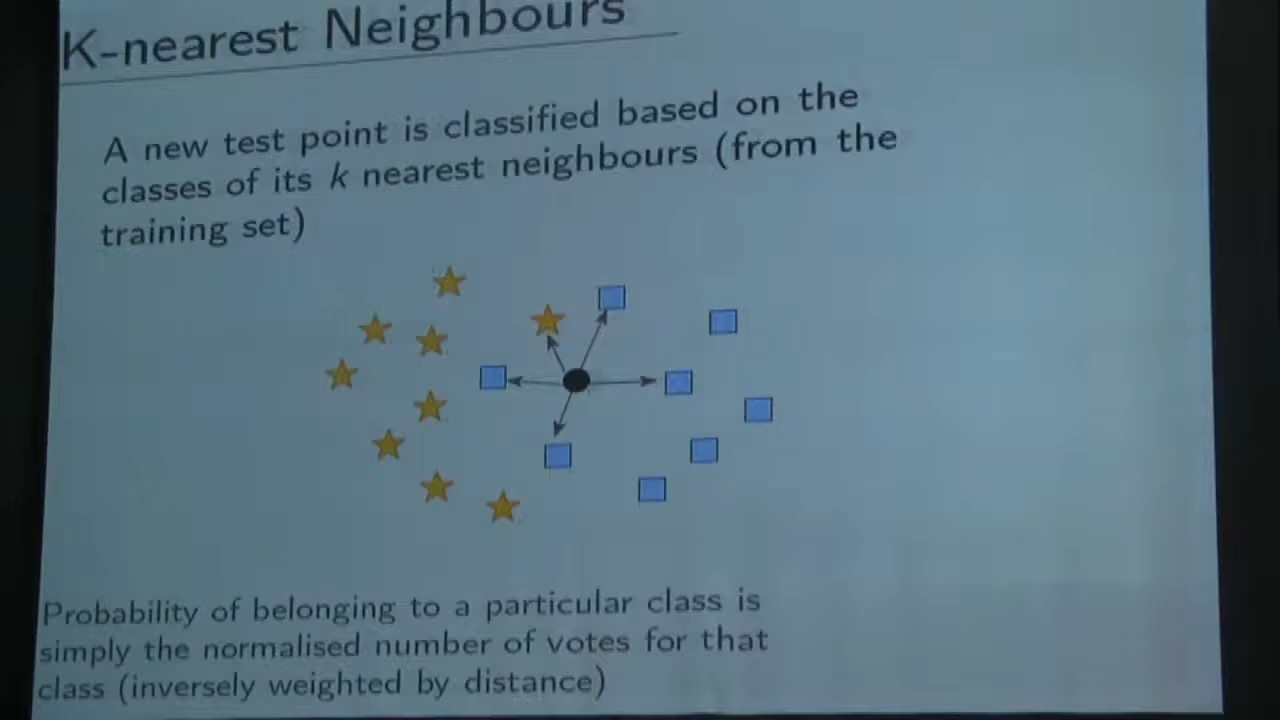 K-nearest Neighbours
A new test point is classified based on the
classes of its k nearest neighbours (from the
training set)
Probability of belonging to a particular class is
simply the normalised number of votes for that
class (inversely weighted by distance)